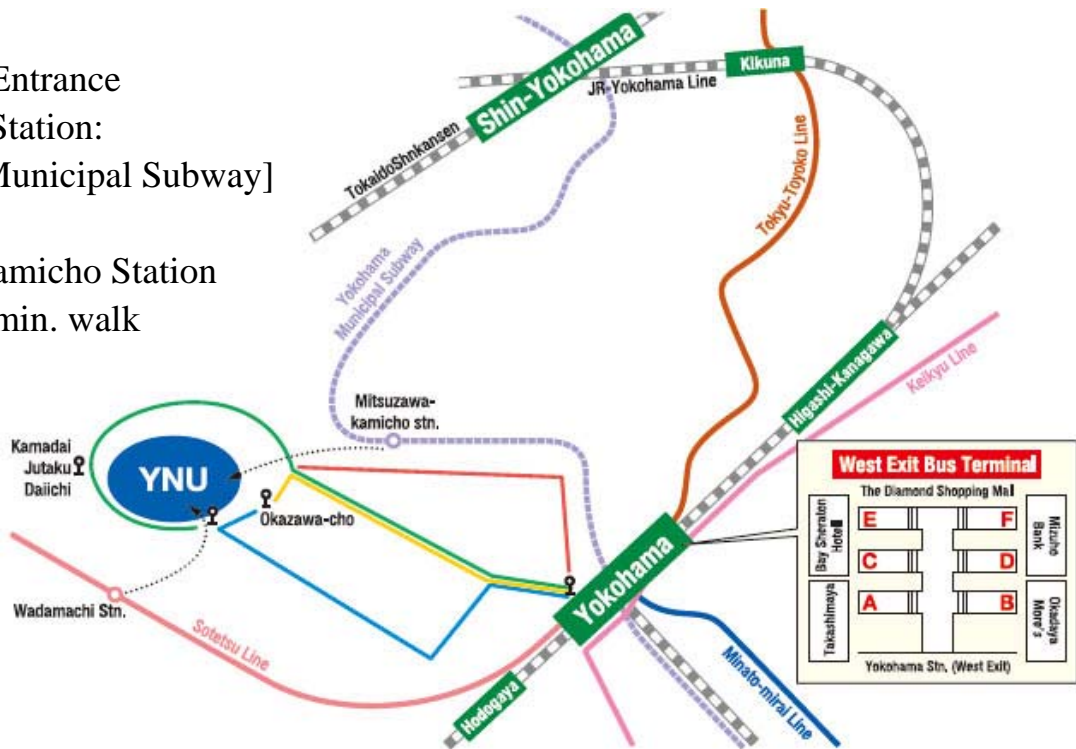 Entrance
Station:
Municipal Subway]
amicho Station
min. walk
Shin-Yokohama
Kikuna
JR-Yokohama Line
TokaidoShnkansen
Tokyu-Toyoko Line
Yokohama
Municipal Subway
Higashi-Kanagawa
Keikyu Line
Mitsuzawa-
kamicho stn.
Kamadai
Jutaku
Daiichi
YNU
Okazawa-cho
Wadamachi Stn.
Sotetsu Line
Yokohama
Hodogaya
Minato-mirai Line
West Exit Bus Terminal
The Diamond Shopping Mall
Bay Sheraton
Hotel
E
F
Mizuho
Bank
C
D
Takashimaya
A
B
Okadaya
More's
Yokohama Stn. (West Exit)